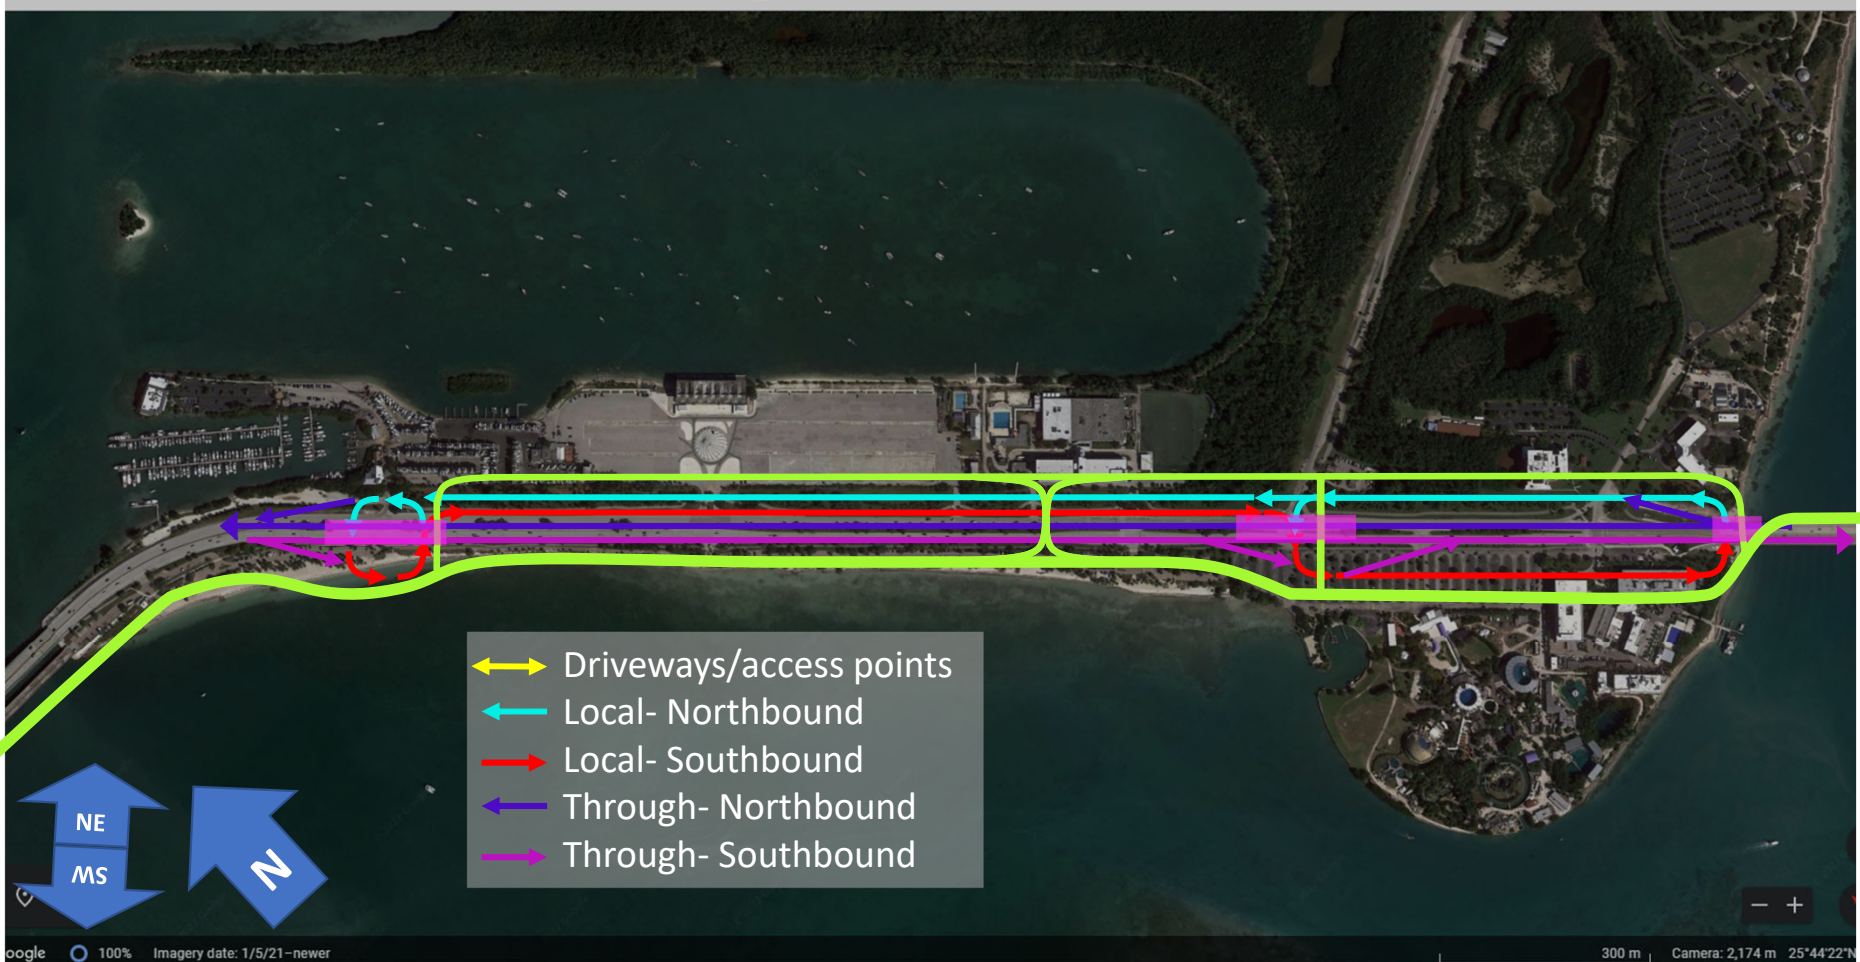 Driveways/access points
Local- Northbound
Local- Southbound
Through- Northbound
Through- Southbound
NE
SW
N
oogle 100% Imagery date: 1/5/21–newer 300 m Camera: 2,174 m 25°44'22"N